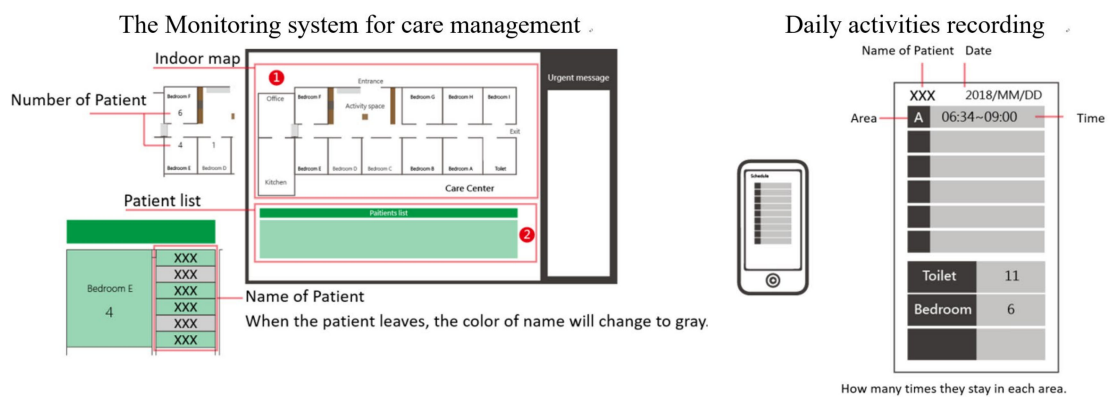 The Monitoring system for care management
Indoor map
Number of Patient
Bedroom F
6
4
1
Bedroom E
Bedroom D
1
Entrance
Office
Bedroom F
Activity space
Bedroom G
Bedroom H
Bedroom I
Exit
Bedroom E
Bedroom D
Bedroom C
Bedroom B
Bedroom A
Toilet
Kitchen
Care Center
Urgent message
Patient list
Paitients list
2
Bedroom E
4
XXX
XXX
XXX
XXX
XXX
XXX
Name of Patient
When the patient leaves, the color of name will change to gray.
Daily activities recording
Name of Patient
Date
XXX
2018/MM/DD
Area
A
06:34~09:00
Time
Schedule
Toilet
11
Bedroom
6
How many times they stay in each area.